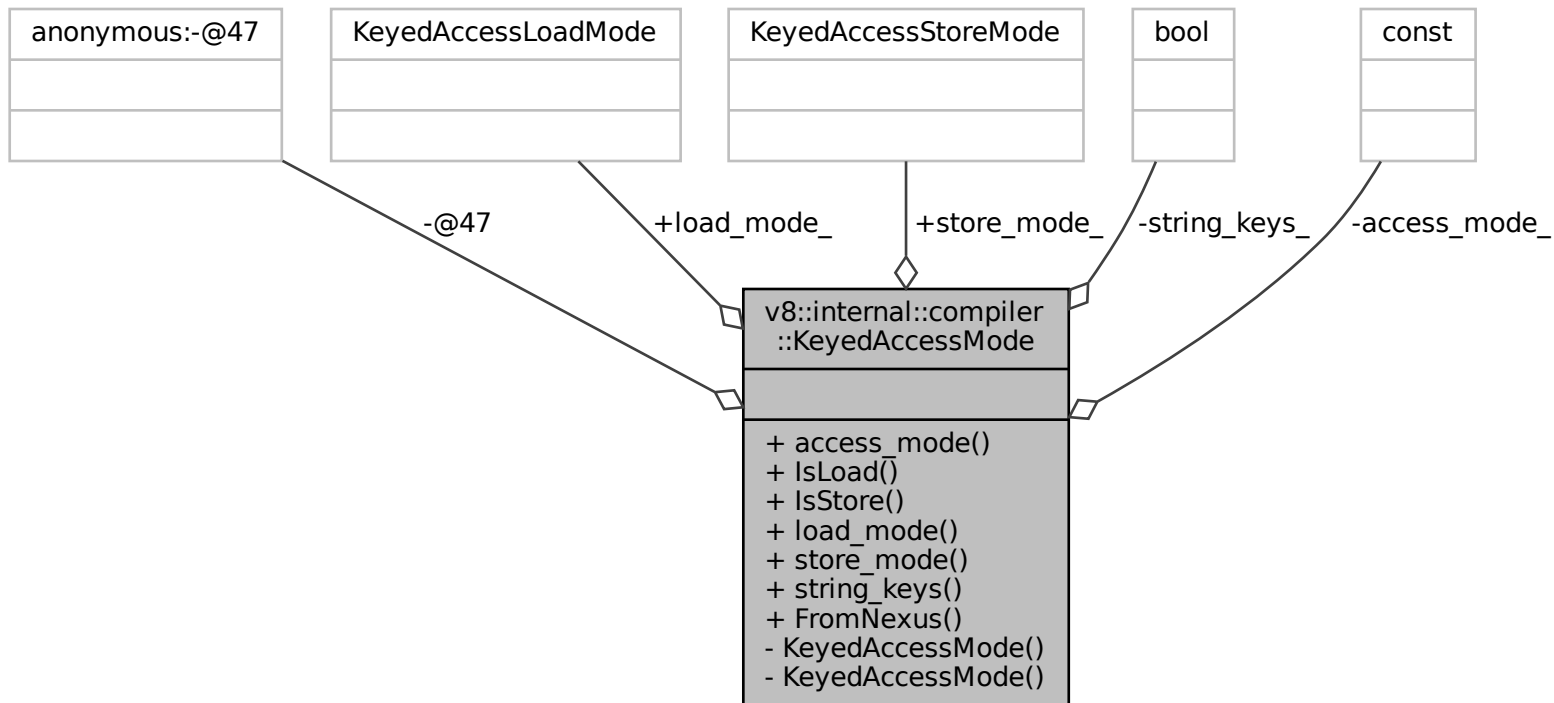 anonymous:-@47
KeyedAccessLoadMode
KeyedAccessStoreMode
bool
const
-@47
+load_mode_
+store_mode_
-string_keys_
-access_mode_
v8::internal::compiler
::KeyedAccessMode
+ access_mode()
+ IsLoad()
+ IsStore()
+ load_mode()
+ store_mode()
+ string_keys()
+ FromNexus()
- KeyedAccessMode()
- KeyedAccessMode()